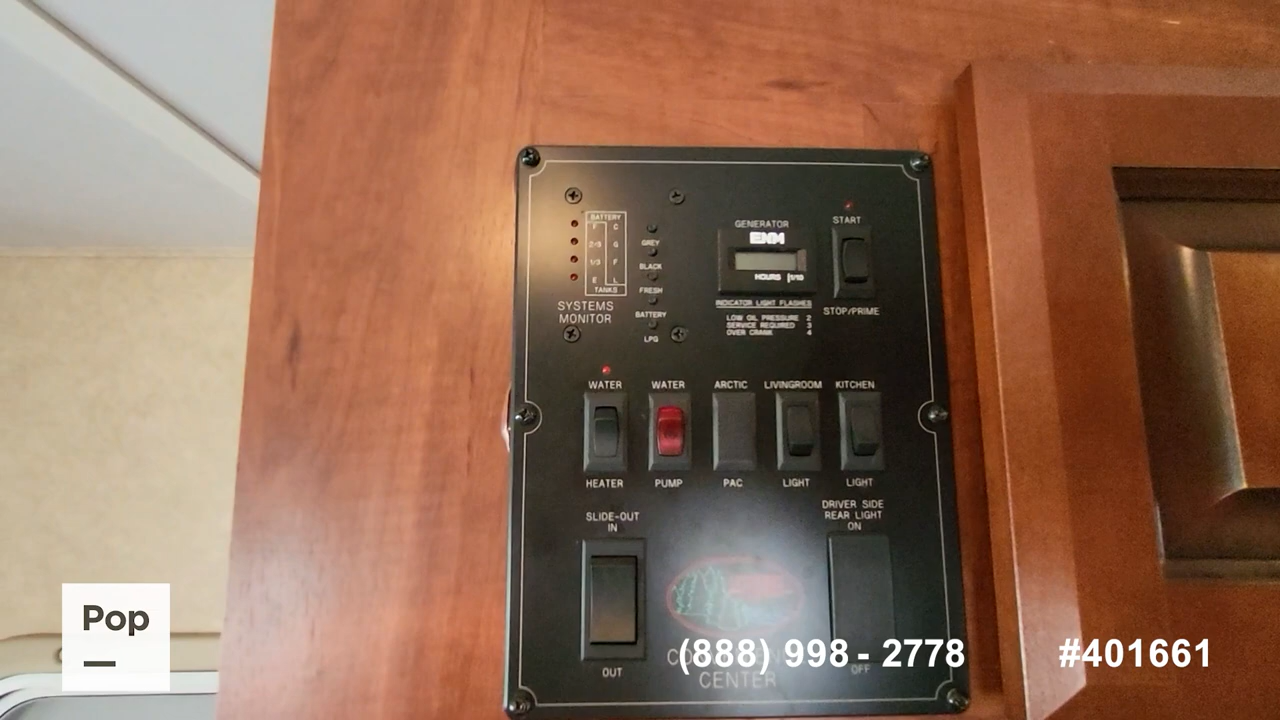 BATTERY
F C
2/3 G
1/3 F
E L
TANKS
SYSTEMS
MONITOR
GREY
BLACK
FRESH
BATTERY
LPG
GENERATOR
HOURS 1/10
INDICATOR LIGHT FLASHES
LOW OIL PRESSURE 2
SERVICE REQUIRED 3
OVER CRANK 4
START
STOP/PRIME
WATER
HEATER
WATER
PUMP
ARCTIC
PAC
LIVINGROOM
LIGHT
KITCHEN
LIGHT
SLIDE-OUT
IN
OUT
DRIVER SIDE
REAR LIGHT
ON
OFF
CENTER
Pop
(888) 998 - 2778
#401661